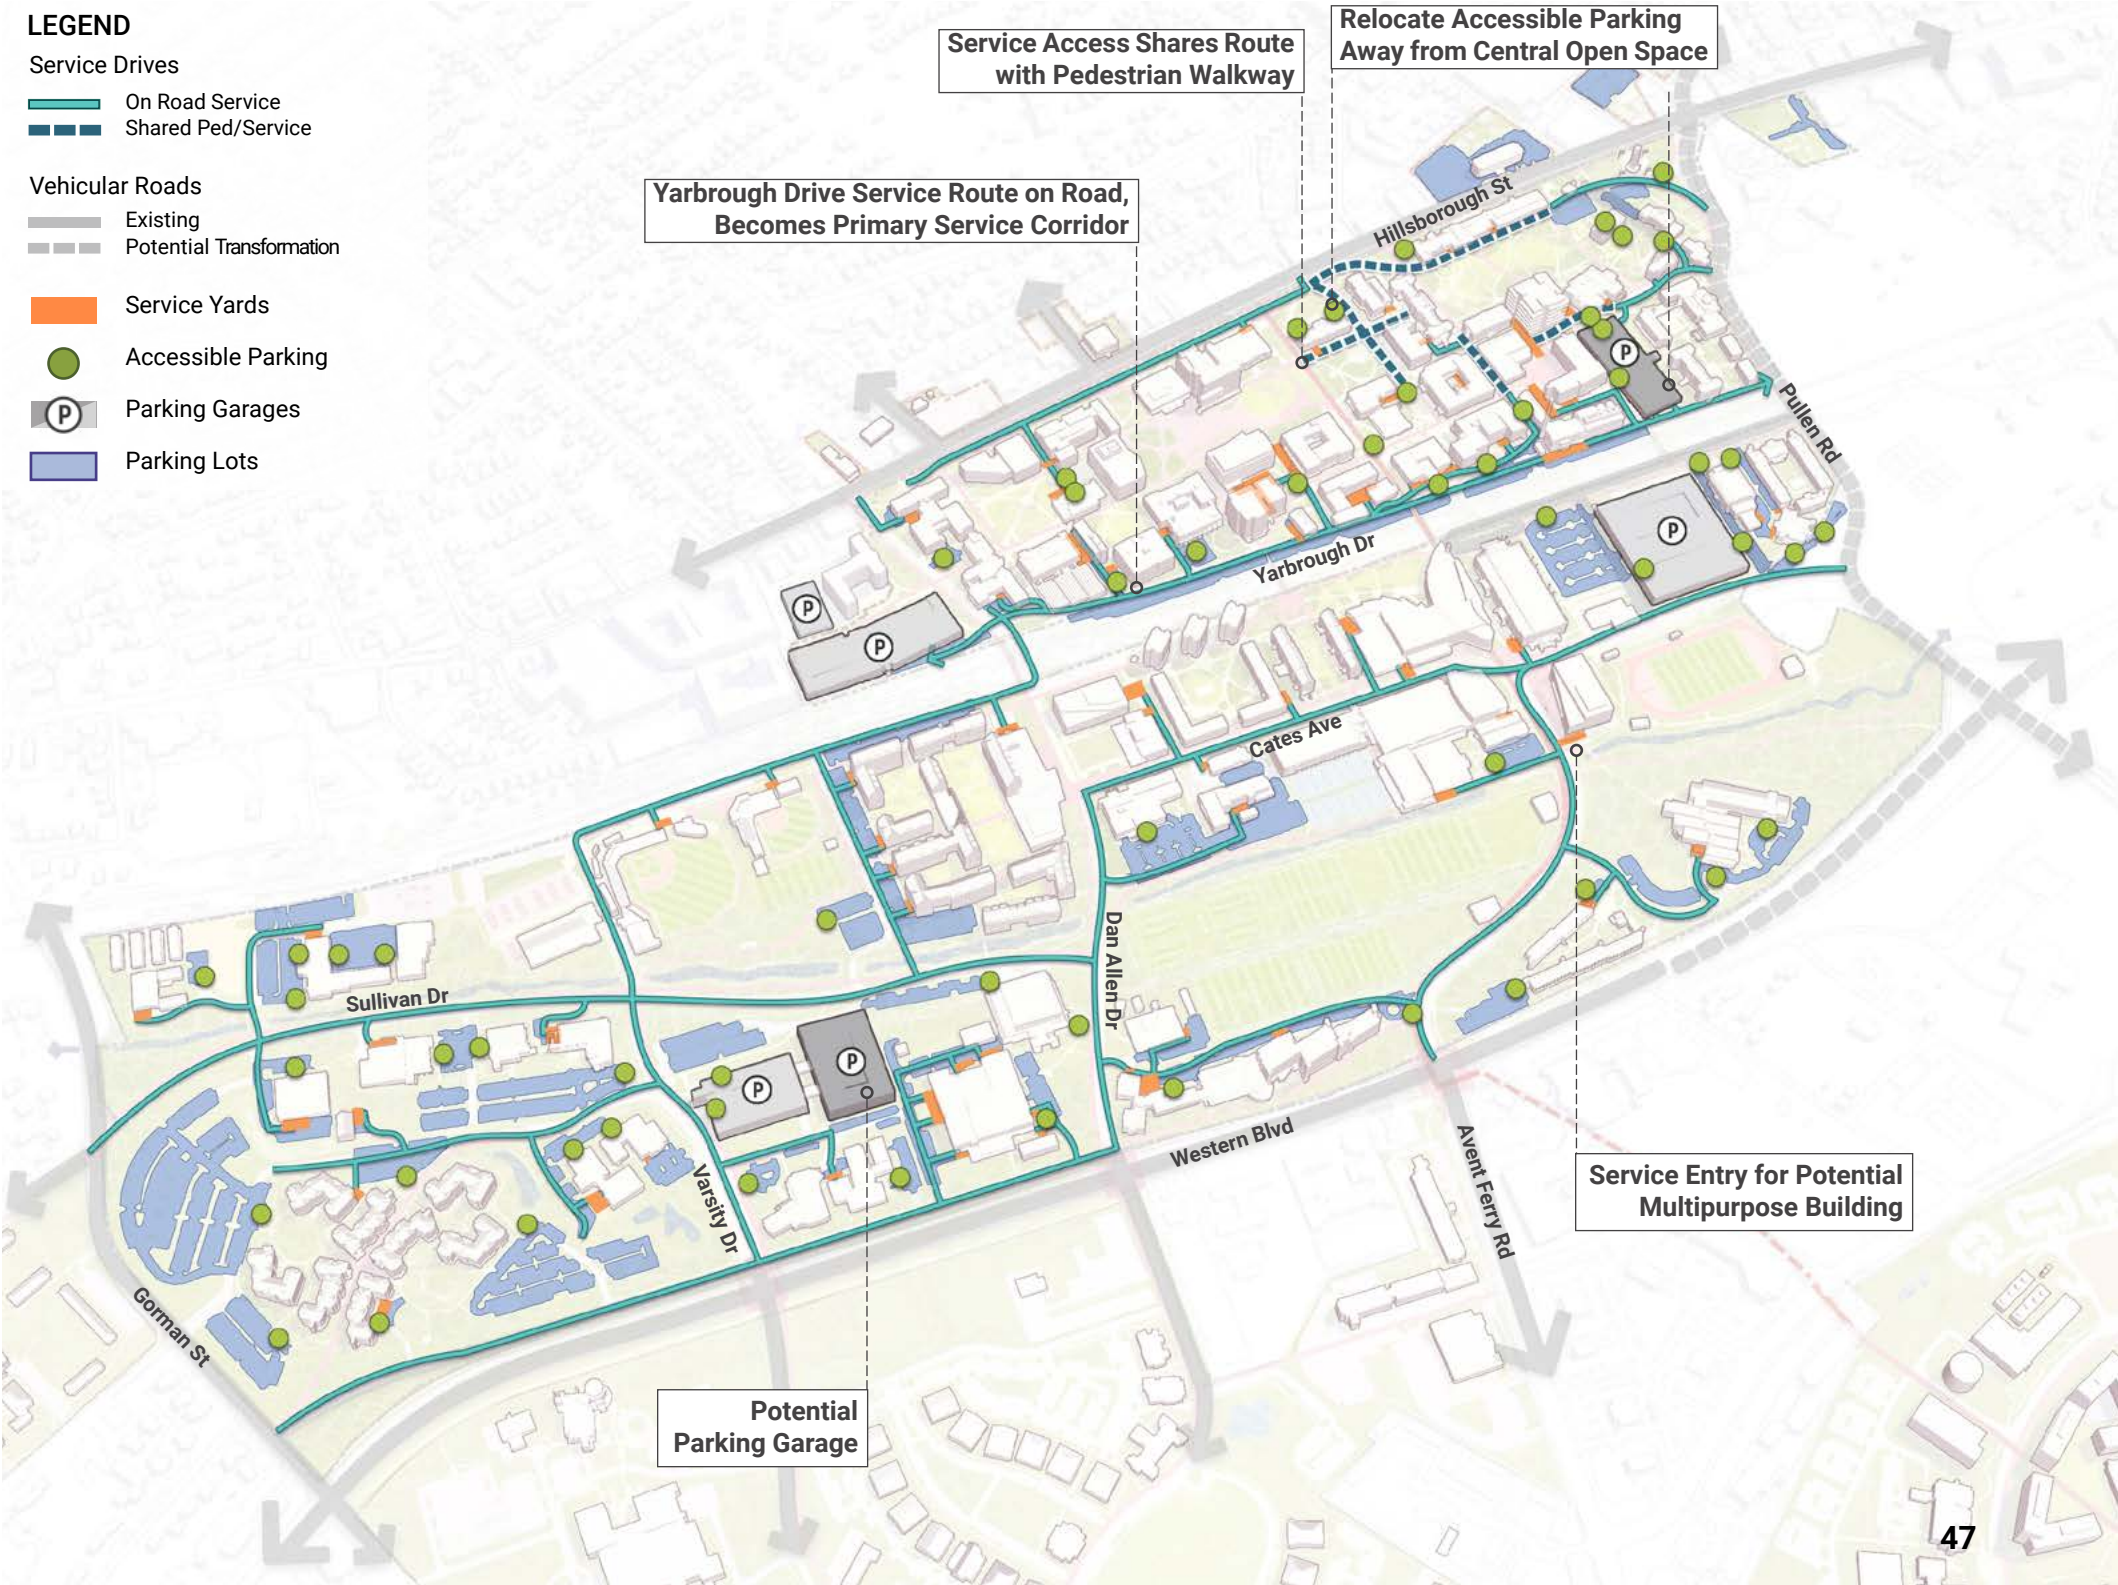 LEGEND
Service Drives
On Road Service
Shared Ped/Service
Vehicular Roads
Existing
Potential Transformation
Service Yards
Accessible Parking
P
Parking Garages
Parking Lots
Relocate Accessible Parking
Away from Central Open Space
Service Access Shares Route
with Pedestrian Walkway
Yarbrough Drive Service Route on Road,
Becomes Primary Service Corridor
Hillsborough St
P
Pullen Rd
P
Yarbrough Dr
P
P
Cates Ave
Dan Allen Dr
Sullivan Dr
P
P
Western Blvd
Avent Ferry Rd
Varsity Dr
Service Entry for Potential
Multipurpose Building
Gorman St
Potential
Parking Garage
47